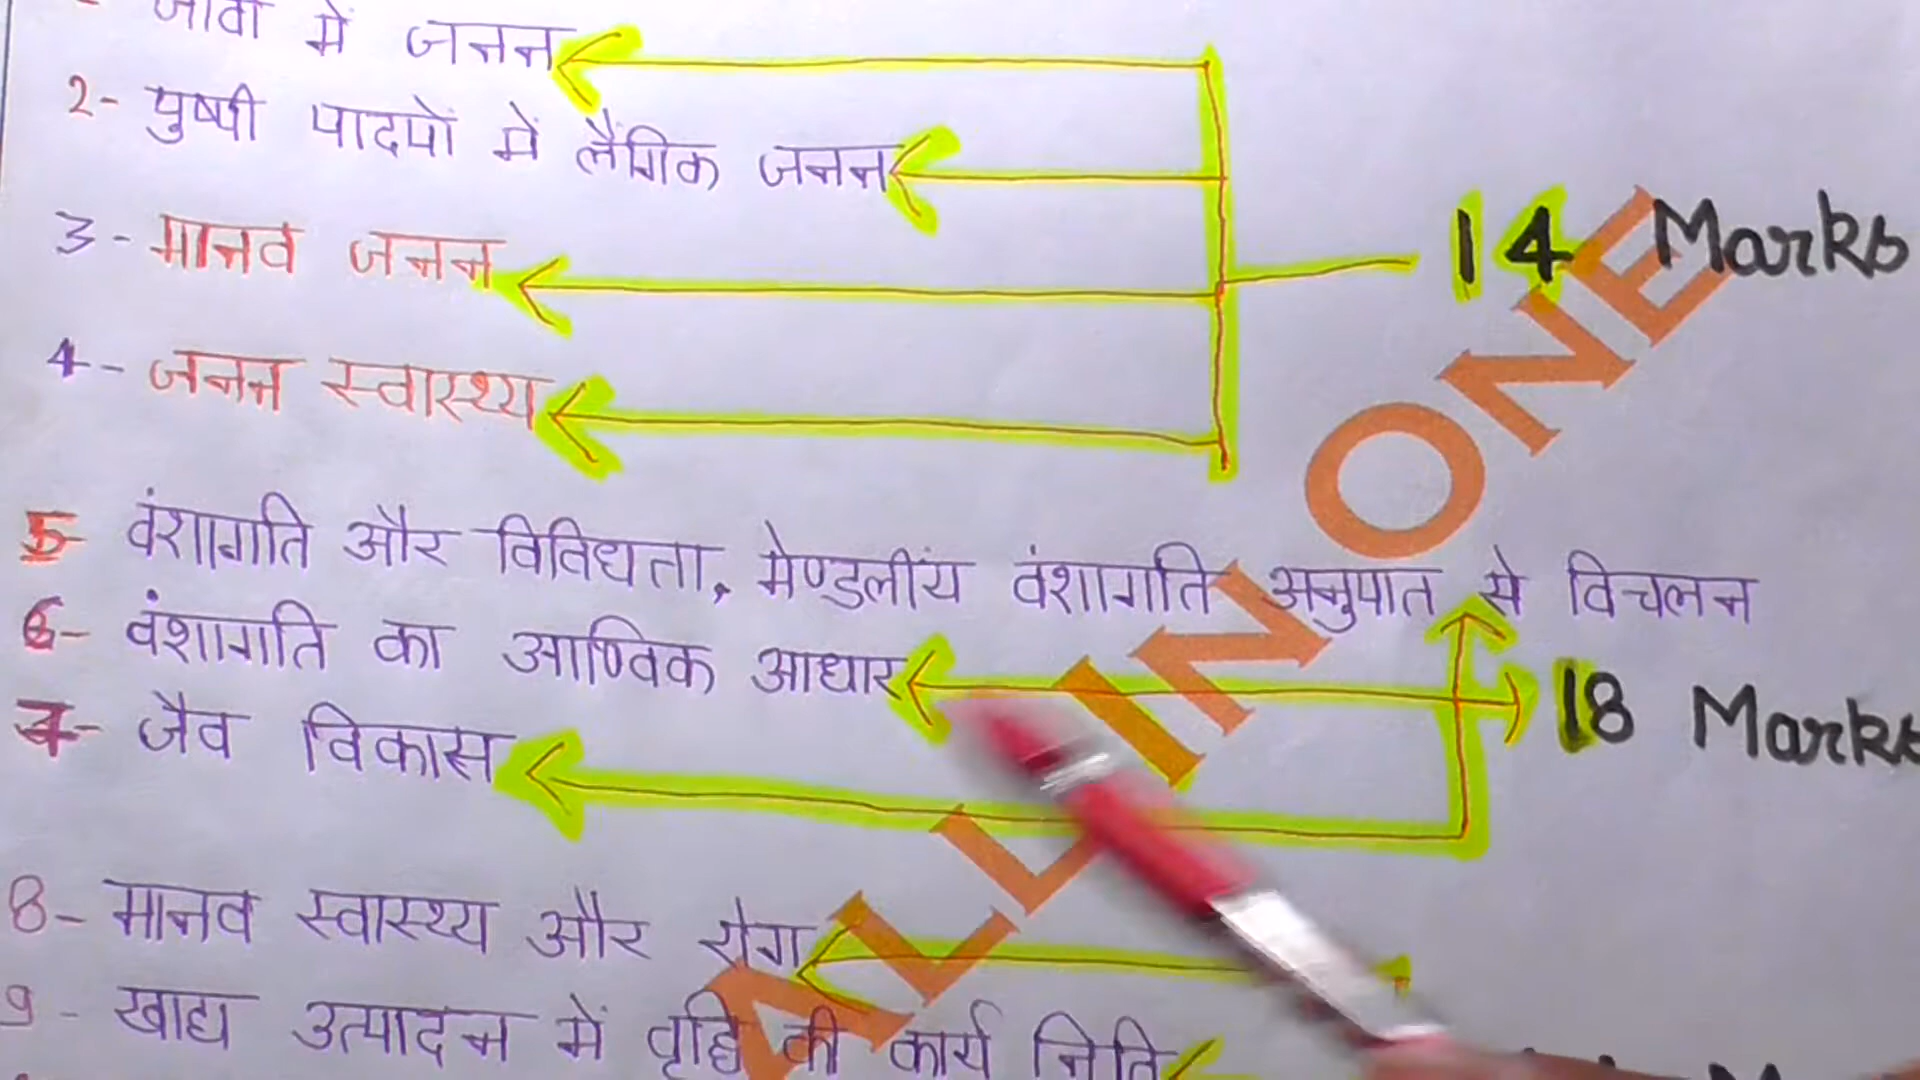 में जनन
2- पुष्पी पादपों में लैंगिक जनन
14 Marks
3- मानव जनन
4- जनन स्वास्थ्य
5- वंशागति और विविधता, मेण्डलींय वंशागति अनुपात से विचलन
6- वंशागति का आण्विक आधार
18 Marks
7- जैव विकास
8- मानव स्वास्थ्य और रोग
9- खाद्य उत्पादन में वृद्धि की कार्य निति
ALL IN ONE